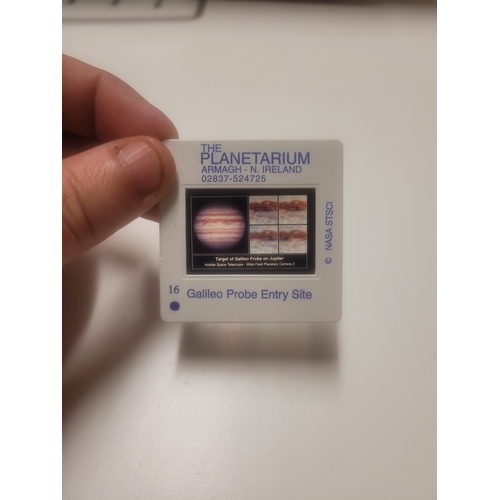 THE
PLANETARIUM
ARMAGH - N. IRELAND
02837-524725
Target of Galileo Probe on Jupiter
Hubble Space Telescope - Wide Field Planetary Camera 2
© NASA STSCI
16
Galileo Probe Entry Site